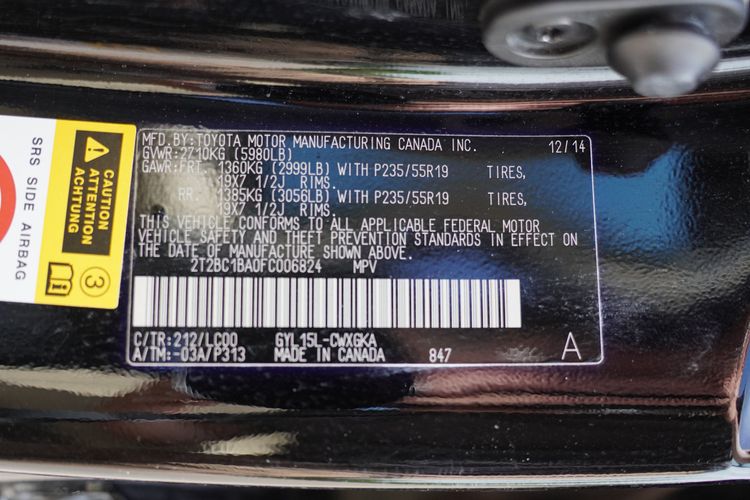 MFD.BY:TOYOTA MOTOR MANUFACTURING CANADA INC. 12/14
GVWR:2710KG (5980LB)
GAWR:FRT. 1360KG (2999LB) WITH P235/55R19 TIRES,
19X7 1/2J RIMS.
RR. 1385KG (3056LB) WITH P235/55R19 TIRES,
19X7 1/2J RIMS.
THIS VEHICLE CONFORMS TO ALL APPLICABLE FEDERAL MOTOR
VEHICLE SAFETY AND THEFT PREVENTION STANDARDS IN EFFECT ON
THE DATE OF MANUFACTURE SHOWN ABOVE.
2T2BC1BA0FC006824 MPV
C/TR:212/LC00 GYL15L-CWXGKA
A/TM:-03A/P313 MADE IN CANADA 847 A
SRS SIDE AIRBAG
CAUTION
ATTENTION
ACHTUNG
3